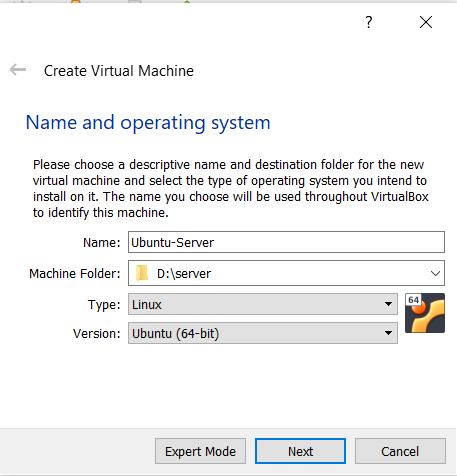 ?
Create Virtual Machine
Name and operating system
Please choose a descriptive name and destination folder for the new
virtual machine and select the type of operating system you intend to
install on it. The name you choose will be used throughout VirtualBox
to identify this machine.
Name: Ubuntu-Server
Machine Folder: D:\server
Type: Linux
64
Version: Ubuntu (64-bit)
Expert Mode Next Cancel